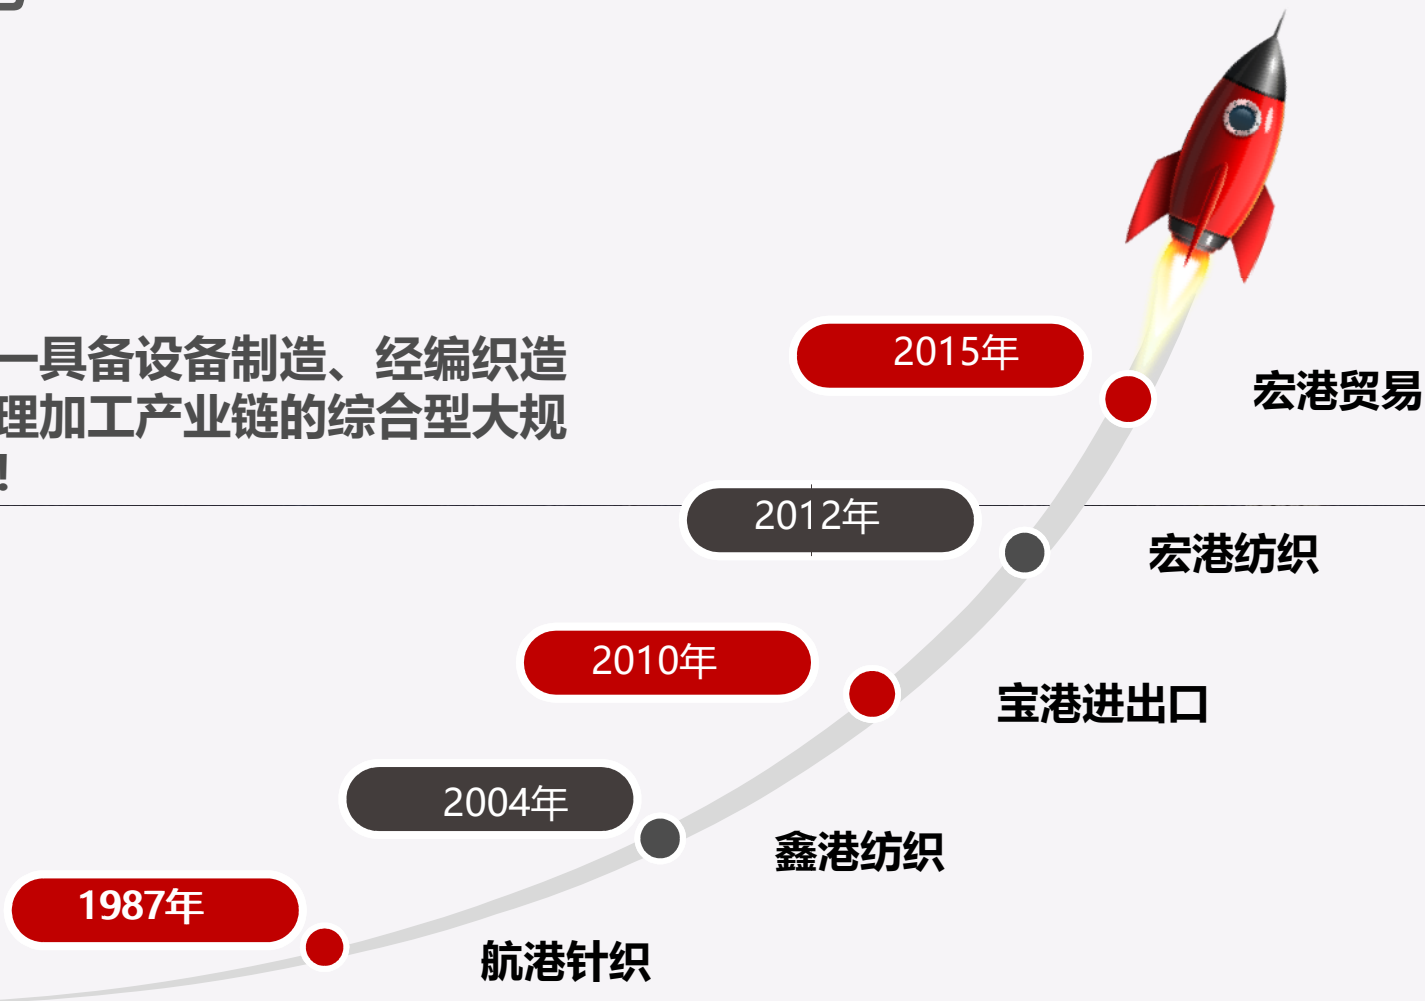 一具备设备制造、经编织造
理加工产业链的综合型大规
!
2015年
宏港贸易
2012年
宏港纺织
2010年
宝港进出口
2004年
鑫港纺织
1987年
航港针织